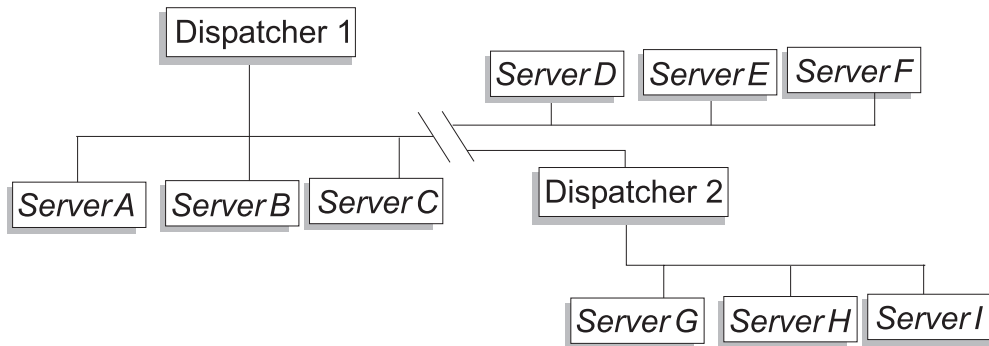 Dispatcher 1
Server D
Server E
Server F
Server A
Server B
Server C
Dispatcher 2
Server G
Server H
Server I